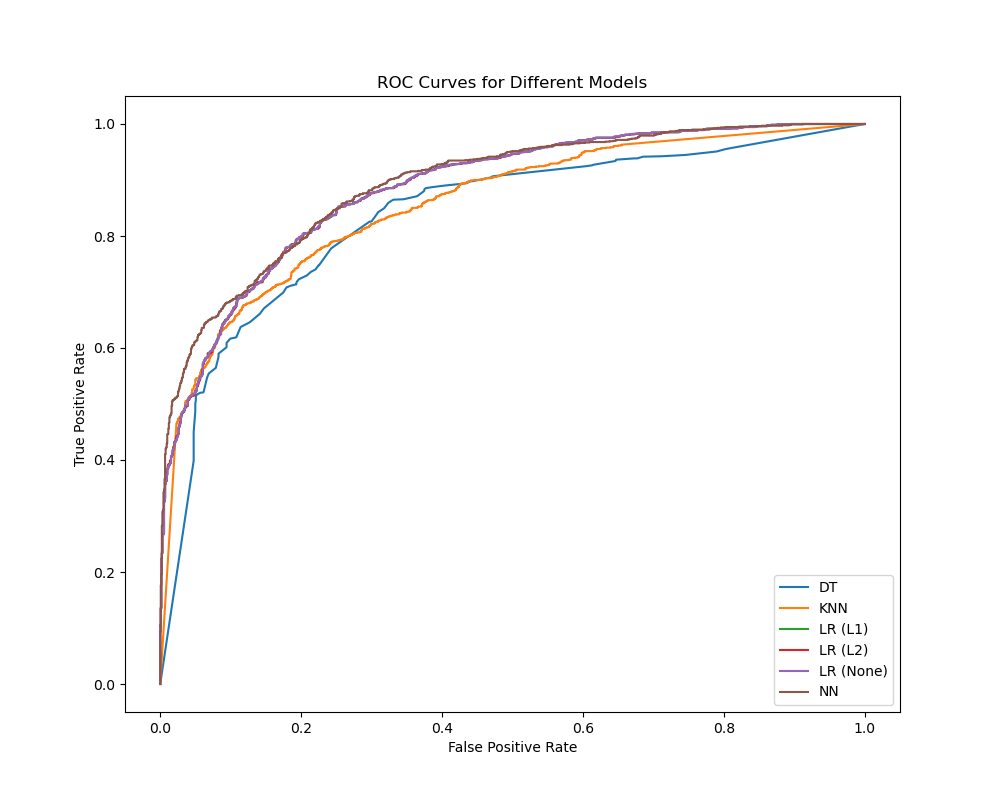 ROC Curves for Different Models
True Positive Rate
1.0
0.8
0.6
0.4
0.2
0.0
0.0 0.2 0.4 0.6 0.8 1.0
False Positive Rate
DT
KNN
LR (L1)
LR (L2)
LR (None)
NN